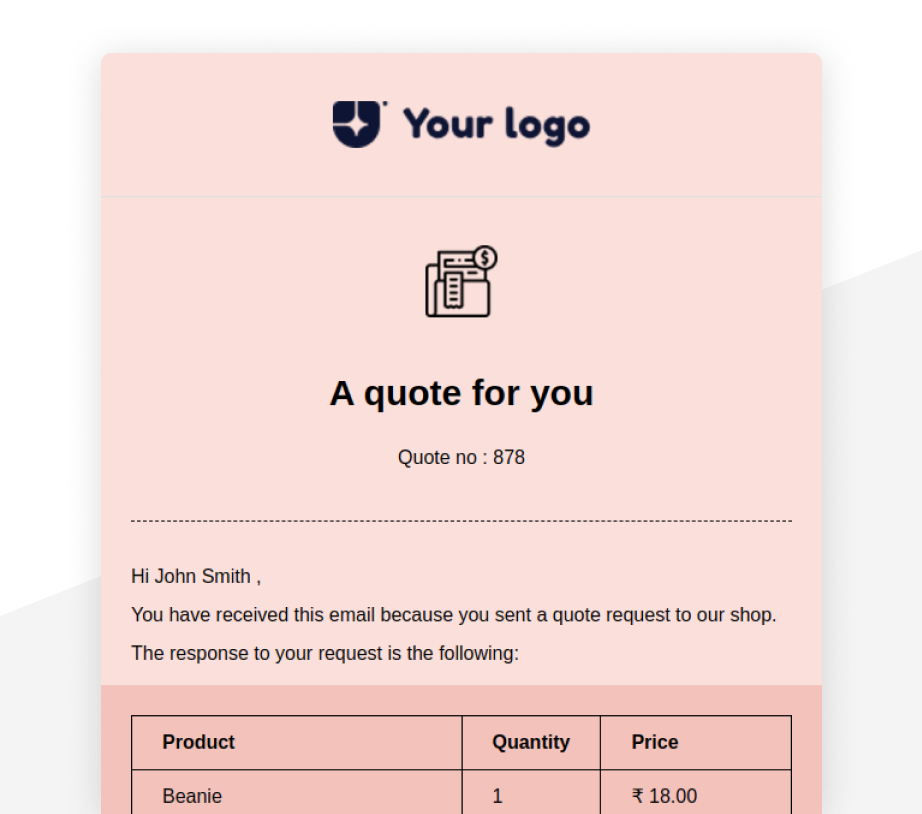 Your logo
$
A quote for you
Quote no : 878
Hi John Smith ,
You have received this email because you sent a quote request to our shop.
The response to your request is the following:
Product Quantity Price
Beanie 1 ₹ 18.00